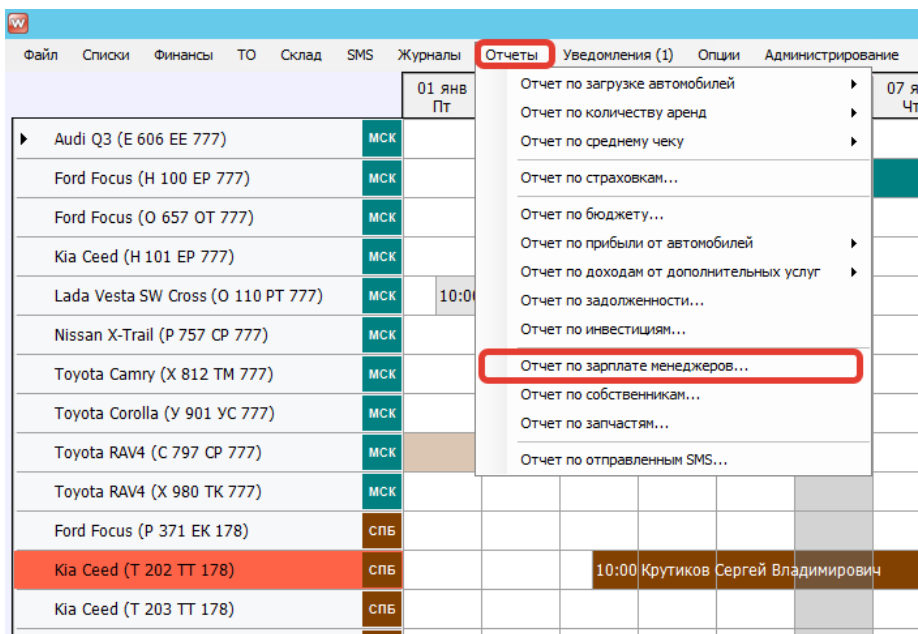 W
Файл Списки Финансы ТО Склад SMS Журналы Отчеты Уведомления (1) Опции Администрирование
01 янв
Пт
07 я
Чт
Отчет по загрузке автомобилей
Отчет по количеству аренд
Отчет по среднему чеку
Отчет по страховкам...
Отчет по бюджету...
Отчет по прибыли от автомобилей
Отчет по доходам от дополнительных услуг
Отчет по задолженности...
Отчет по инвестициям...
Отчет по зарплате менеджеров...
Отчет по собственникам...
Отчет по запчастям...
Отчет по отправленным SMS...
Audi Q3 (Е 606 ЕЕ 777) МСК
Ford Focus (Н 100 ЕР 777) МСК
Ford Focus (О 657 ОТ 777) МСК
Kia Ceed (Н 101 ЕР 777) МСК
Lada Vesta SW Cross (О 110 РТ 777) МСК 10:00
Nissan X-Trail (Р 757 СР 777) МСК
Toyota Camry (Х 812 ТМ 777) МСК
Toyota Corolla (У 901 УС 777) МСК
Toyota RAV4 (С 797 СР 777) МСК
Toyota RAV4 (Х 980 ТК 777) МСК
Ford Focus (Р 371 ЕК 178) СПБ
Kia Ceed (Т 202 ТТ 178) СПБ 10:00 Крутиков Сергей Владимирович
Kia Ceed (Т 203 ТТ 178) СПБ